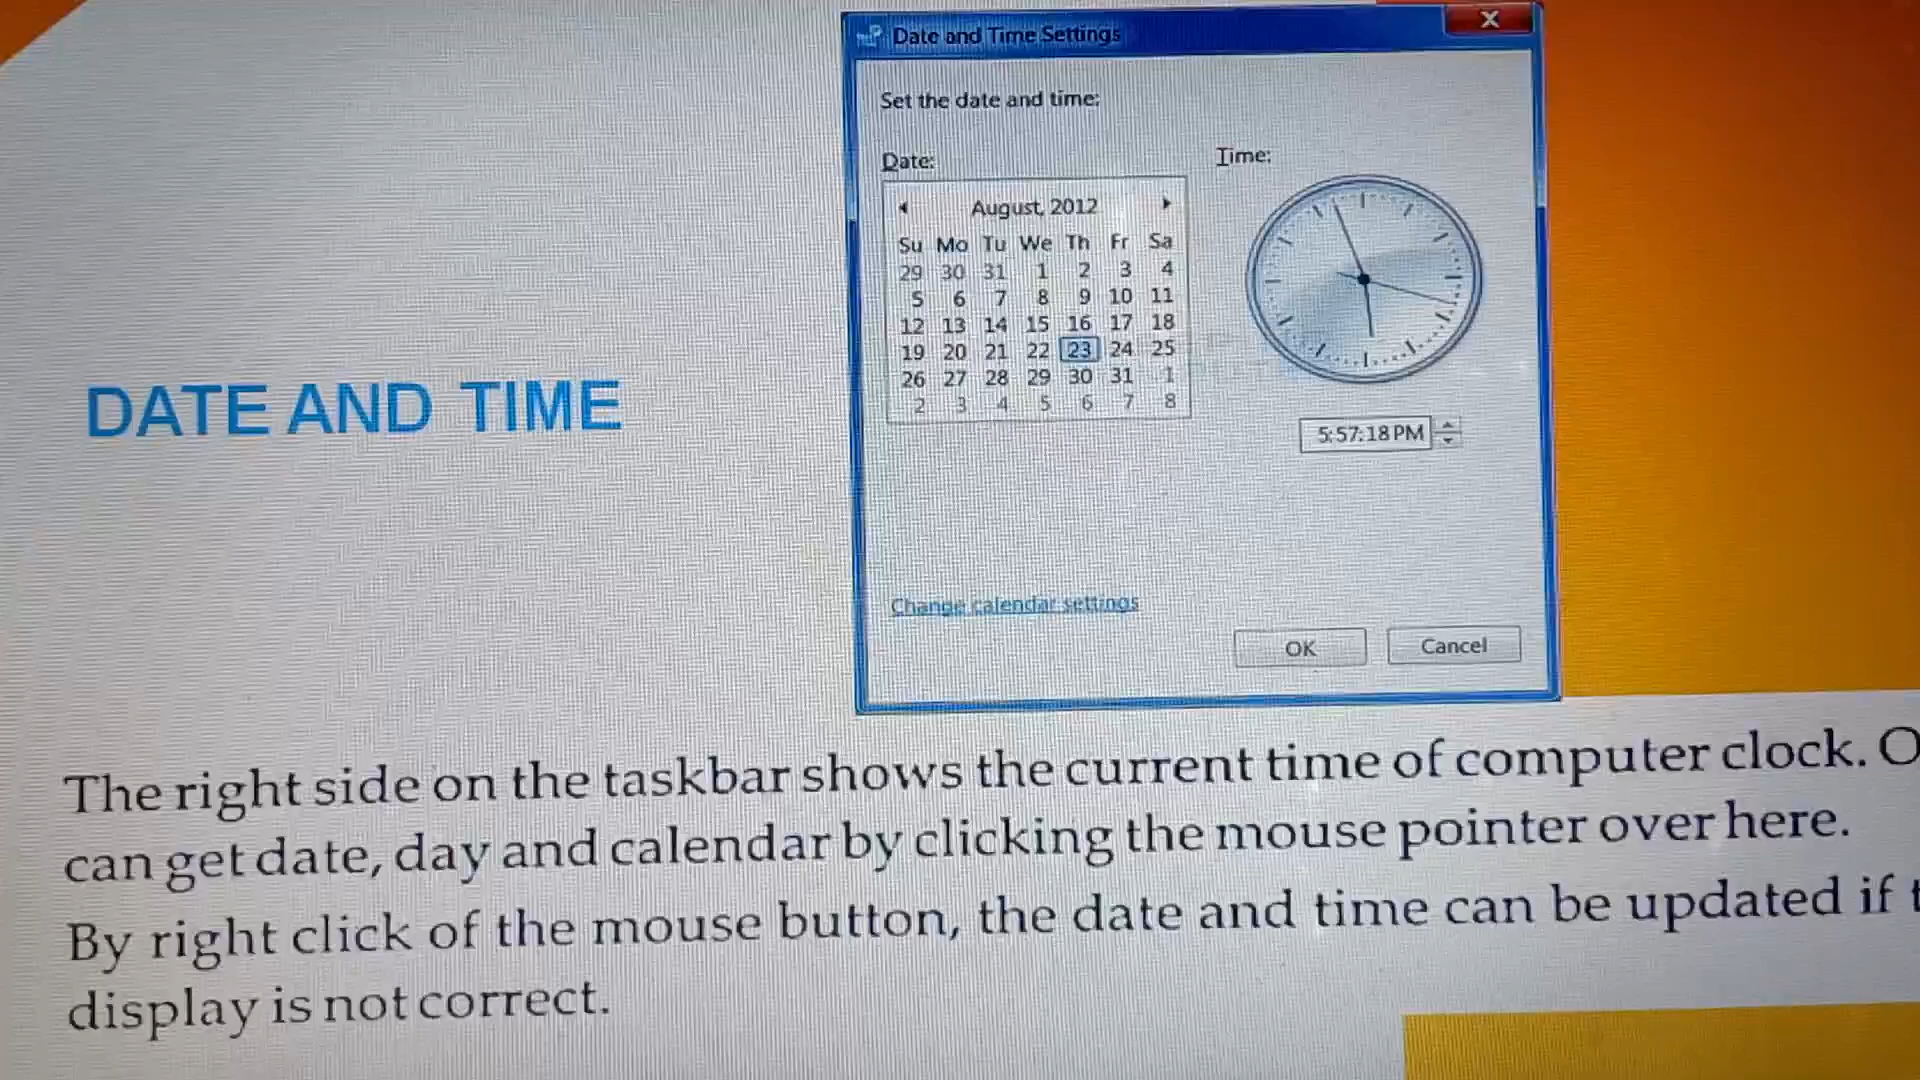 Date and Time Settings
Set the date and time:
Date:
Time:
August, 2012
Su Mo Tu We Th Fr Sa
29 30 31 1 2 3 4
5 6 7 8 9 10 11
12 13 14 15 16 17 18
19 20 21 22 23 24 25
26 27 28 29 30 31 1
2 3 4 5 6 7 8
5:57:18 PM
Change calendar settings
OK
Cancel
DATE AND TIME
The right side on the taskbar shows the current time of computer clock. O
can get date, day and calendar by clicking the mouse pointer over here.
By right click of the mouse button, the date and time can be updated if t
display is not correct.